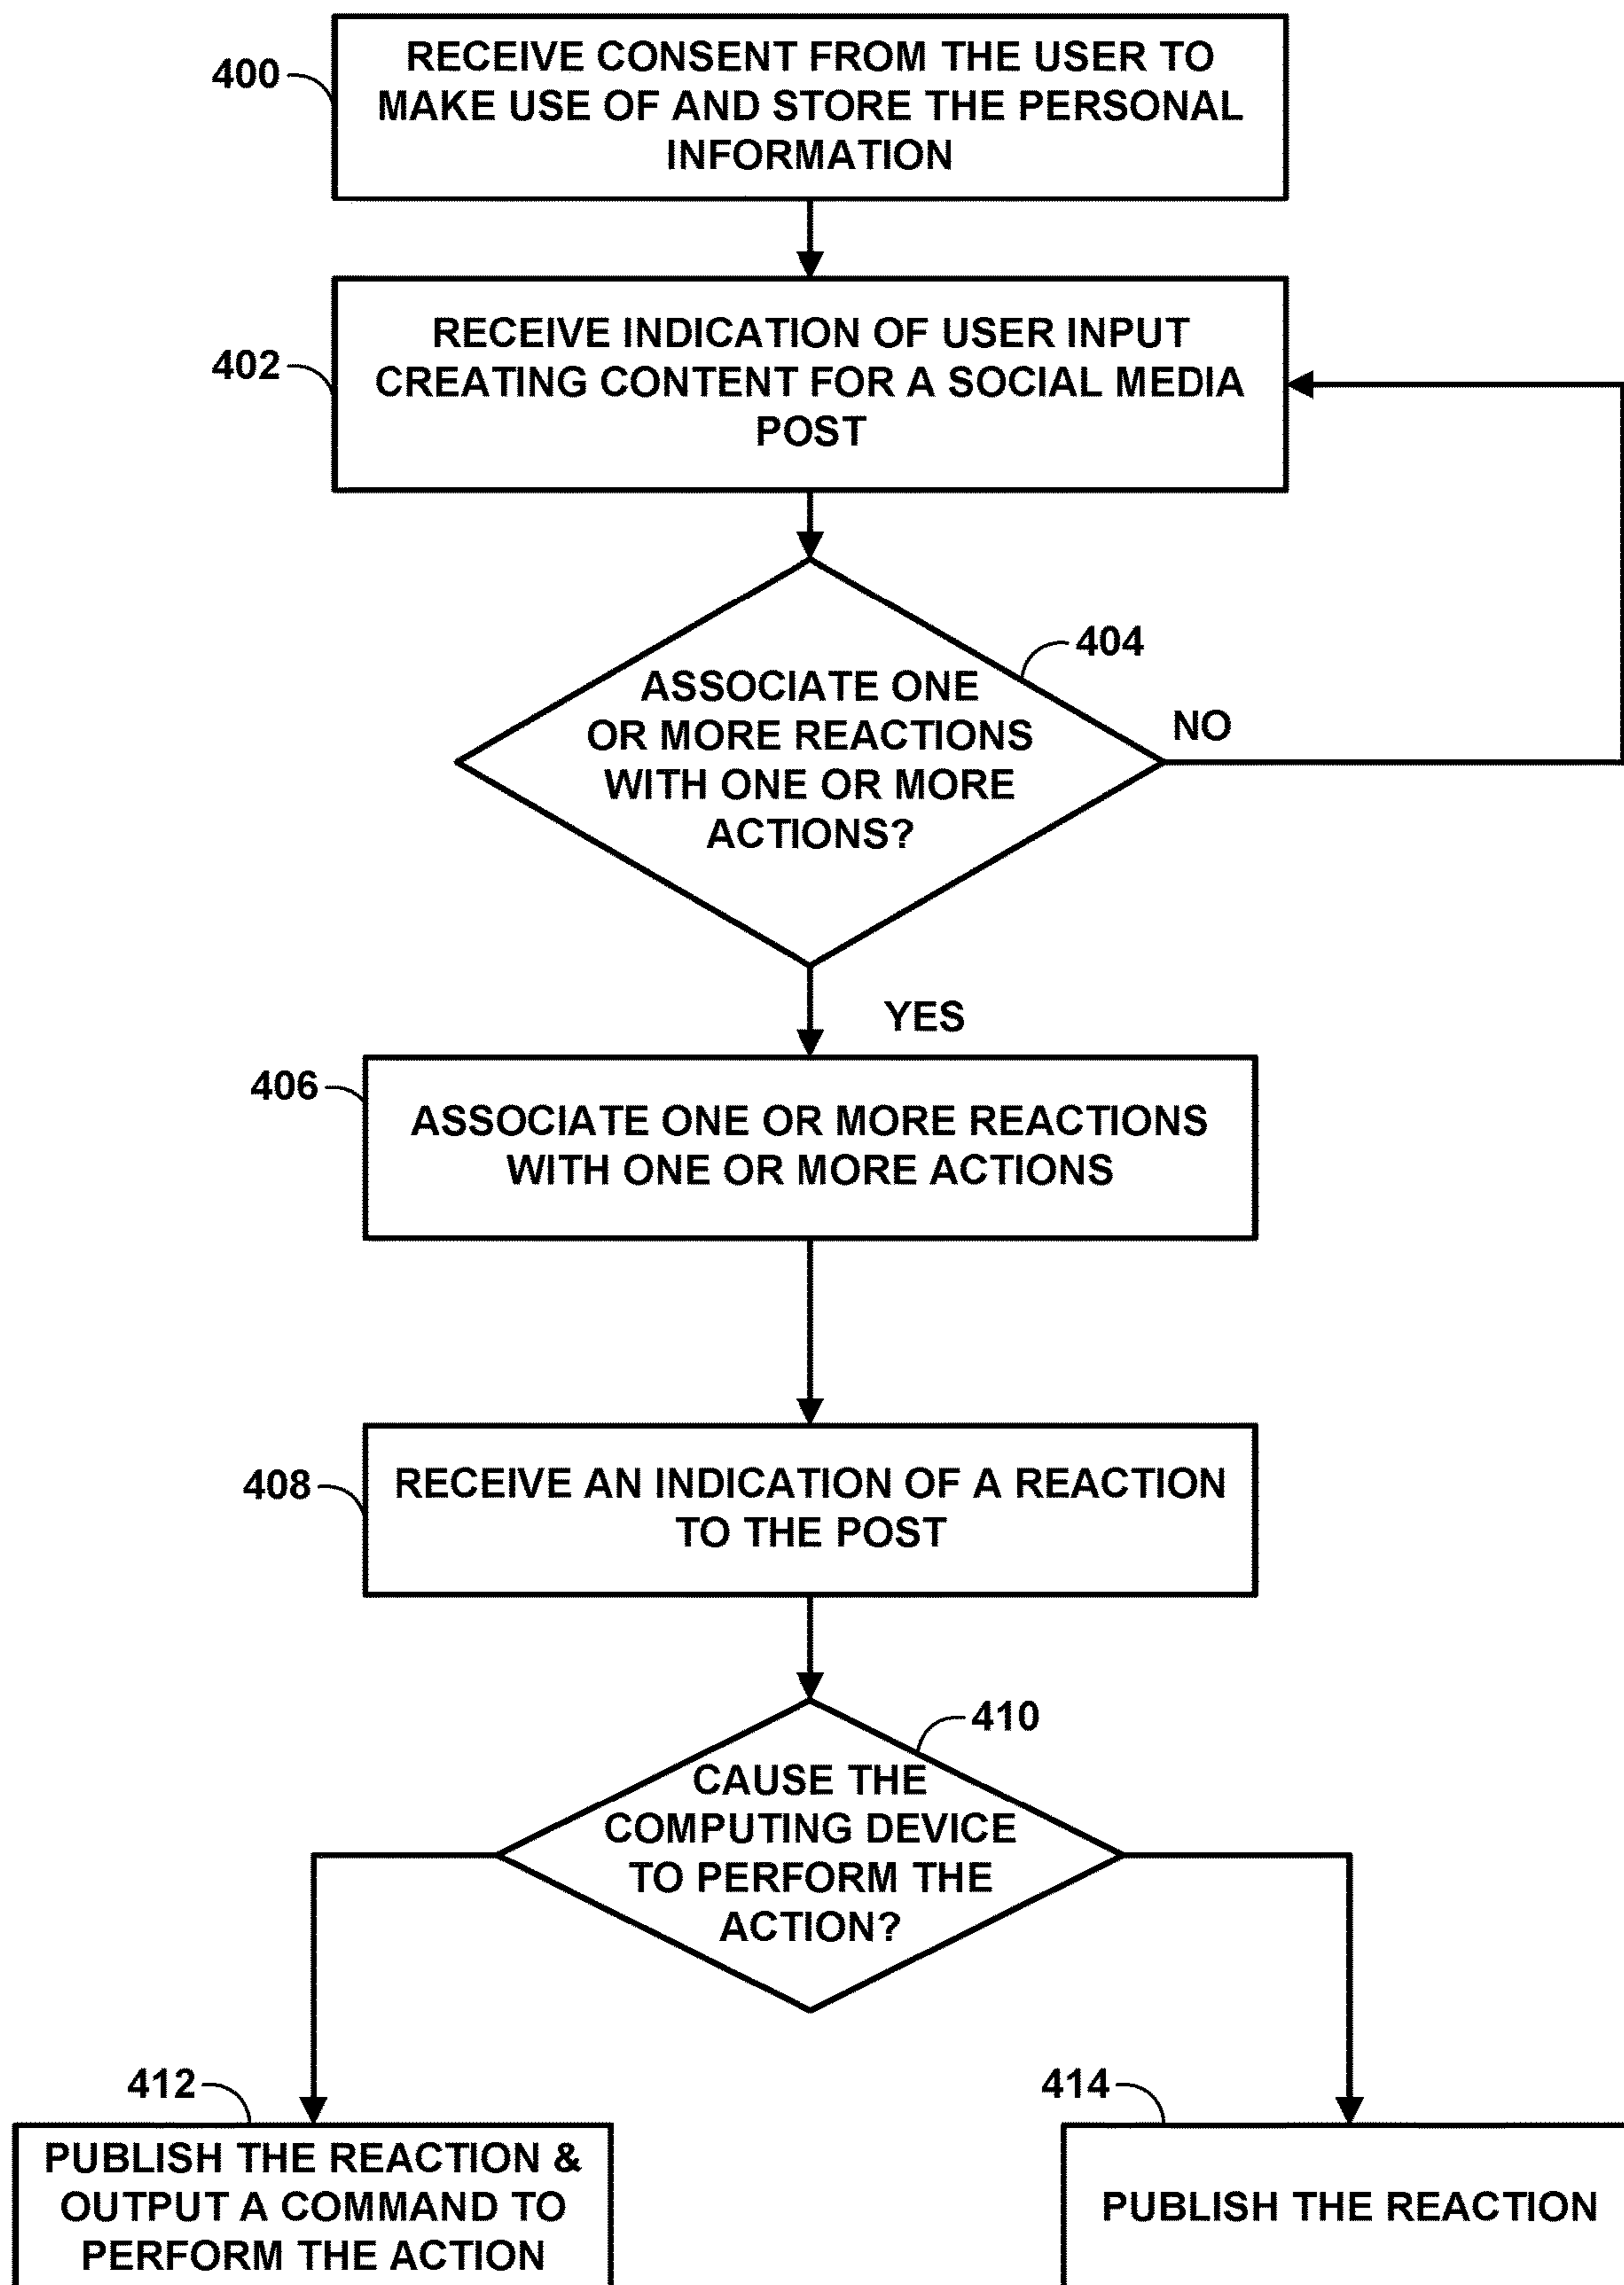 400
RECEIVE CONSENT FROM THE USER TO
MAKE USE OF AND STORE THE PERSONAL
INFORMATION
402
RECEIVE INDICATION OF USER INPUT
CREATING CONTENT FOR A SOCIAL MEDIA
POST
404
ASSOCIATE ONE
OR MORE REACTIONS
WITH ONE OR MORE
ACTIONS?
NO
YES
406
ASSOCIATE ONE OR MORE REACTIONS
WITH ONE OR MORE ACTIONS
408
RECEIVE AN INDICATION OF A REACTION
TO THE POST
410
CAUSE THE
COMPUTING DEVICE
TO PERFORM THE
ACTION?
412
PUBLISH THE REACTION &
OUTPUT A COMMAND TO
PERFORM THE ACTION
414
PUBLISH THE REACTION